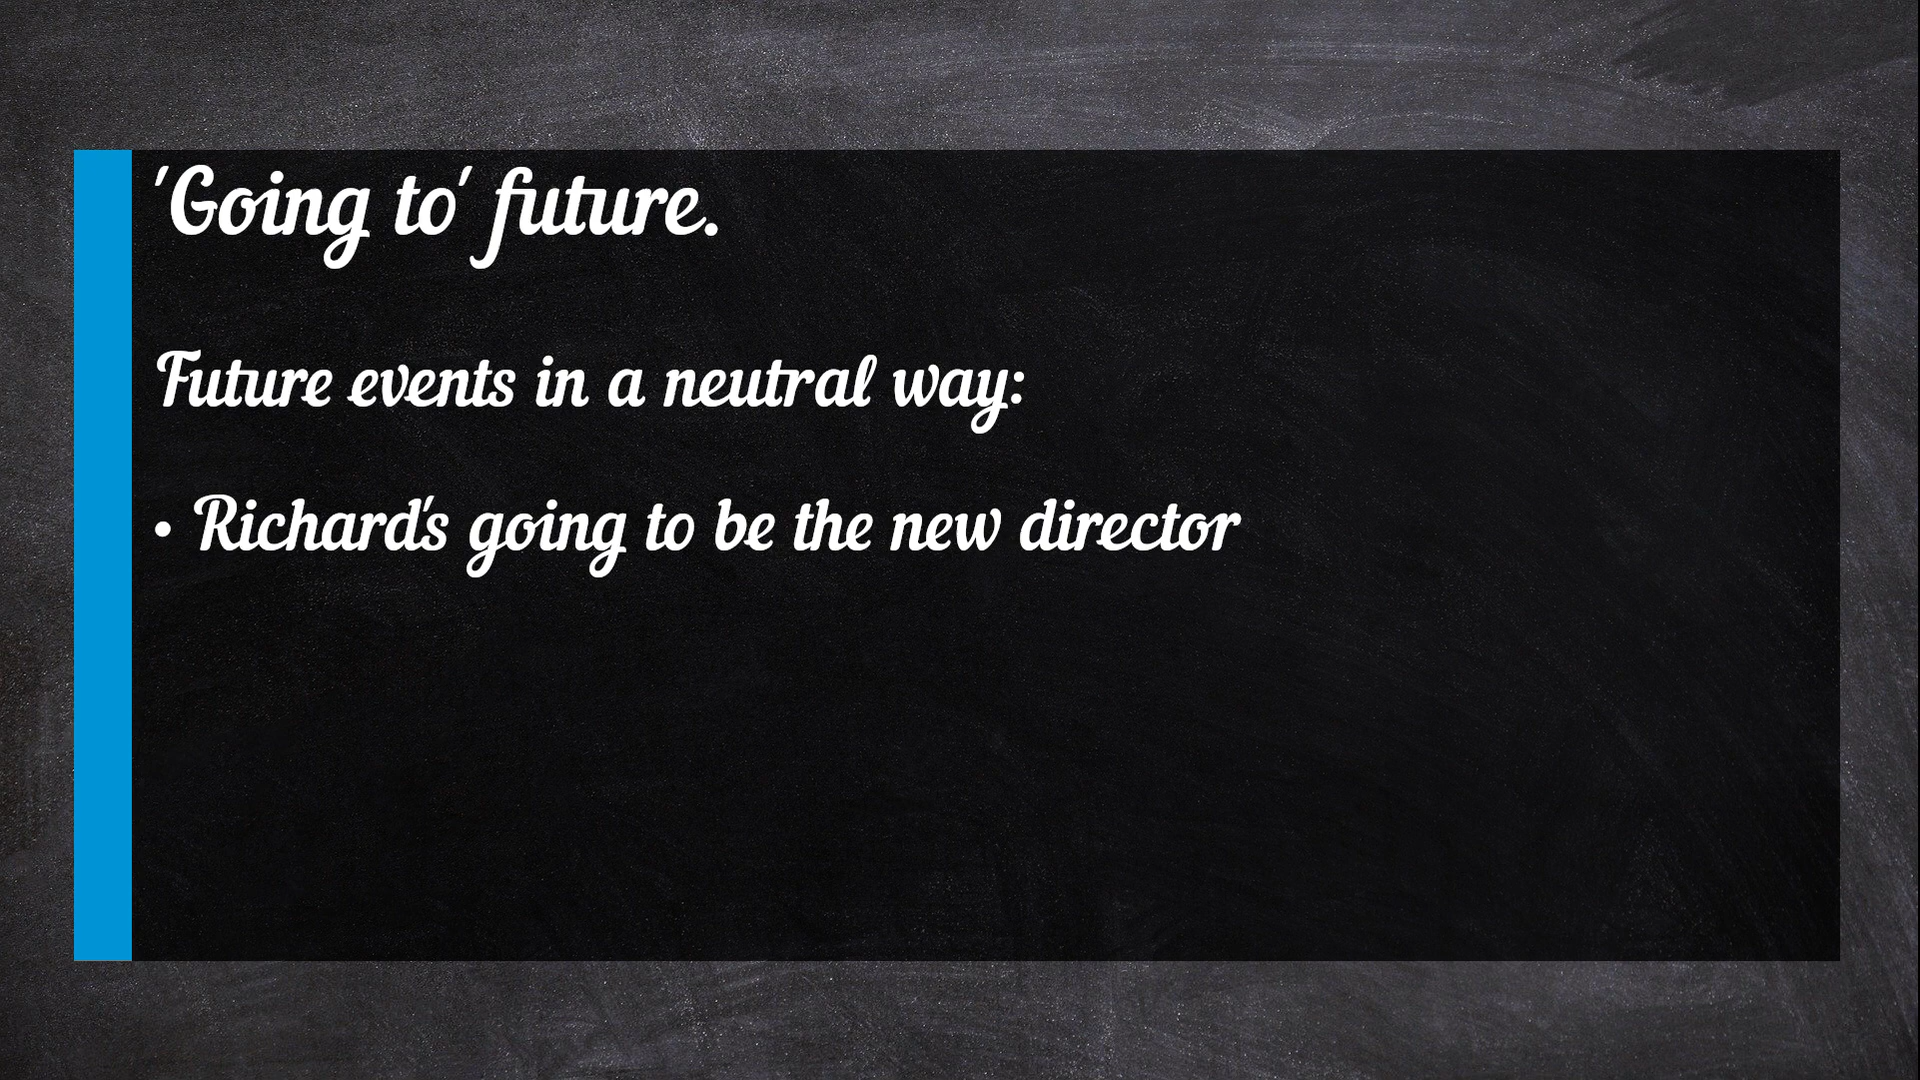 'Going to' future.
Future events in a neutral way:
• Richard's going to be the new director